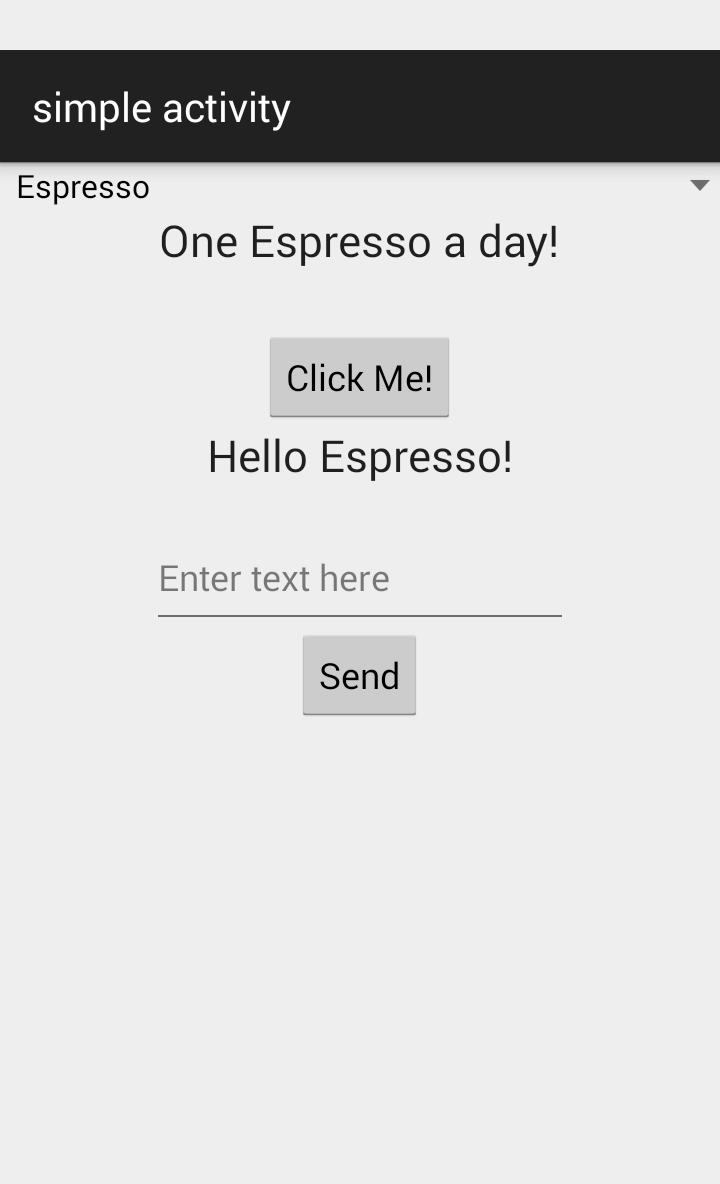 simple activity
Espresso
One Espresso a day!
Click Me!
Hello Espresso!
Enter text here
Send